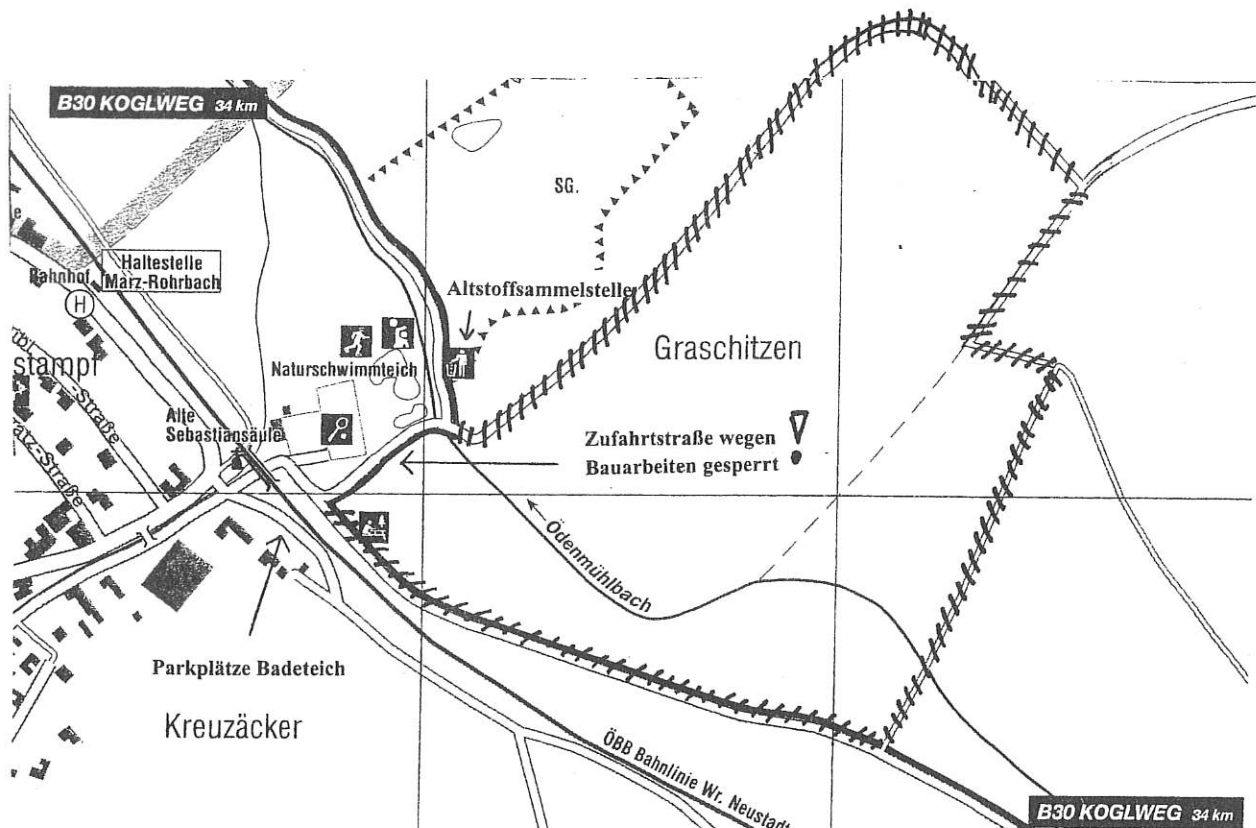 B30 KOGLWEG 34 km
SG.
Haltestelle
März-Rohrbach
Bahnhof
H
Altstoffsammelstelle
stampf
-Straße
Naturschwimmteich
Graschitzen
Alte
Sebastiansäule
atz-Straße
Zufahrtstraße wegen
Bauarbeiten gesperrt
Ödenmühlbach
Parkplätze Badeteich
Kreuzäcker
ÖBB Bahnlinie Wr. Neustadt
B30 KOGLWEG 34 km